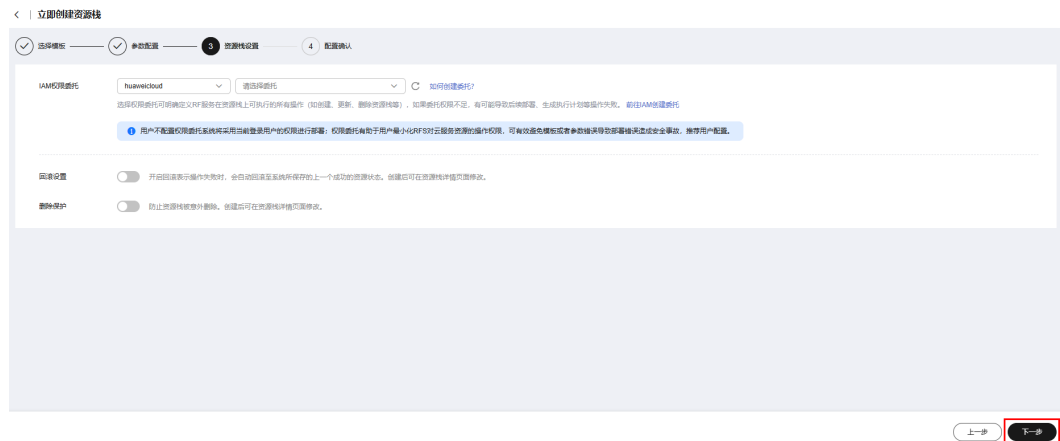 立即创建资源栈
选择模板
参数配置
3 资源栈设置
4 配置确认
IAM权限委托
huaweicloud
请选择委托
如何创建委托?
选择权限委托可明确定义RF服务在资源栈上可执行的所有操作（如创建、更新、删除资源栈等），如果委托权限不足，有可能导致后续部署、生成执行计划等操作失败。 前往IAM创建委托
用户不配置权限委托系统将采用当前登录用户的权限进行部署；权限委托有助于用户最小化RFS对云服务资源的操作权限，可有效避免模板或者参数错误导致部署错误造成安全事故，推荐用户配置。
回滚设置
开启回滚表示操作失败时，会自动回滚至系统所保存的上一个成功的资源状态。创建后可在资源栈详情页面修改。
删除保护
防止资源栈被意外删除。创建后可在资源栈详情页面修改。
上一步
下一步